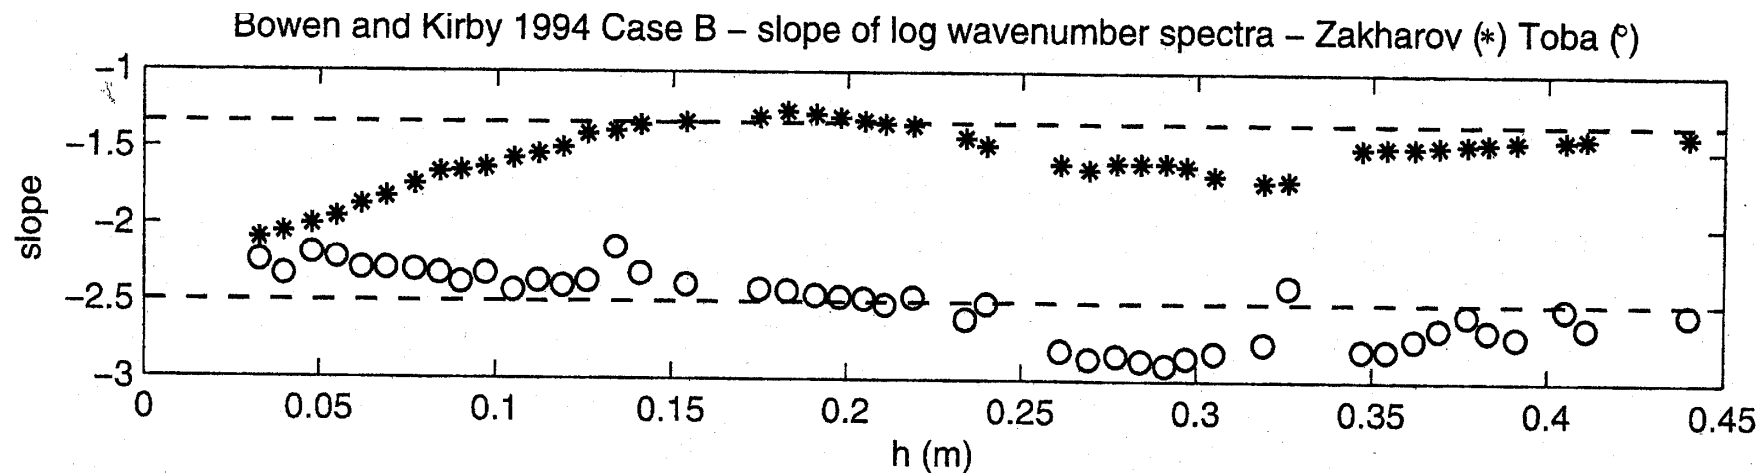 Bowen and Kirby 1994 Case B – slope of log wavenumber spectra – Zakharov (*) Toba (°)
−1
−1.5
−2
−2.5
−3
slope
0 0.05 0.1 0.15 0.2 0.25 0.3 0.35 0.4 0.45
h (m)